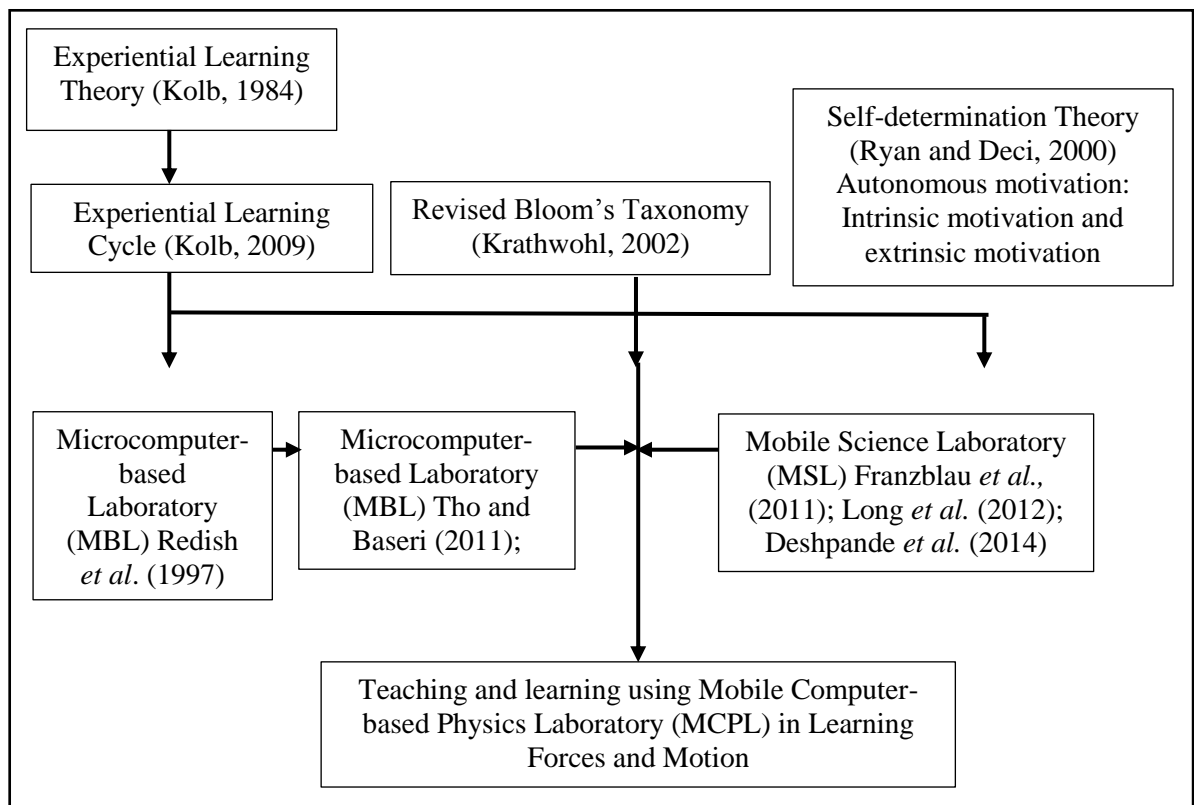 Experiential Learning
Theory (Kolb, 1984)
Self-determination Theory
(Ryan and Deci, 2000)
Autonomous motivation:
Intrinsic motivation and
extrinsic motivation
Experiential Learning
Cycle (Kolb, 2009)
Revised Bloom’s Taxonomy
(Krathwohl, 2002)
Microcomputer-
based
Laboratory
(MBL) Redish
et al. (1997)
Microcomputer-
based Laboratory
(MBL) Tho and
Baseri (2011);
Mobile Science Laboratory
(MSL) Franzblau et al.,
(2011); Long et al. (2012);
Deshpande et al. (2014)
Teaching and learning using Mobile Computer-
based Physics Laboratory (MCPL) in Learning
Forces and Motion